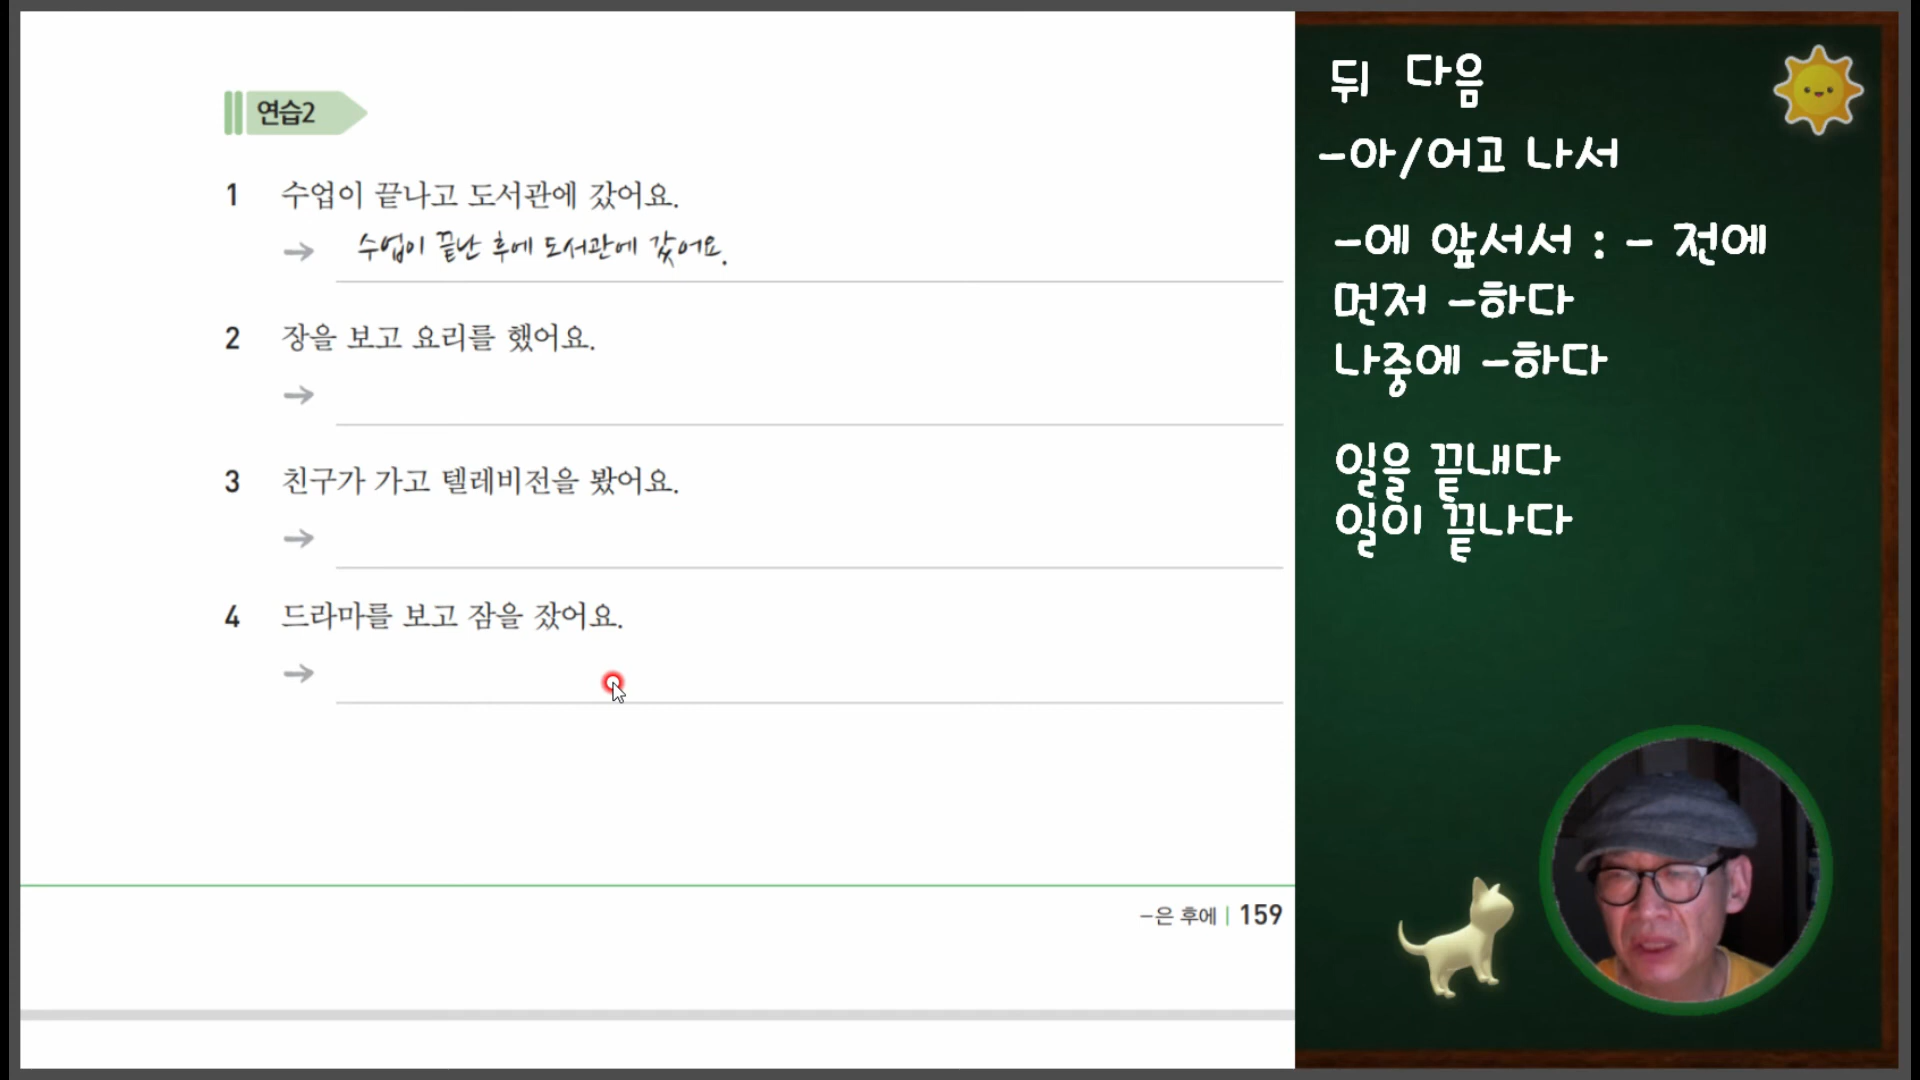 연습2
1 수업이 끝나고 도서관에 갔어요.
→ 수업이 끝난 후에 도서관에 갔어요.
2 장을 보고 요리를 했어요.
→
3 친구가 가고 텔레비전을 봤어요.
→
4 드라마를 보고 잠을 잤어요.
→
-은 후에 | 159
뒤 다음
-아/어고 나서
-에 앞서서 : - 전에
먼저 -하다
나중에 -하다
일을 끝내다
일이 끝나다